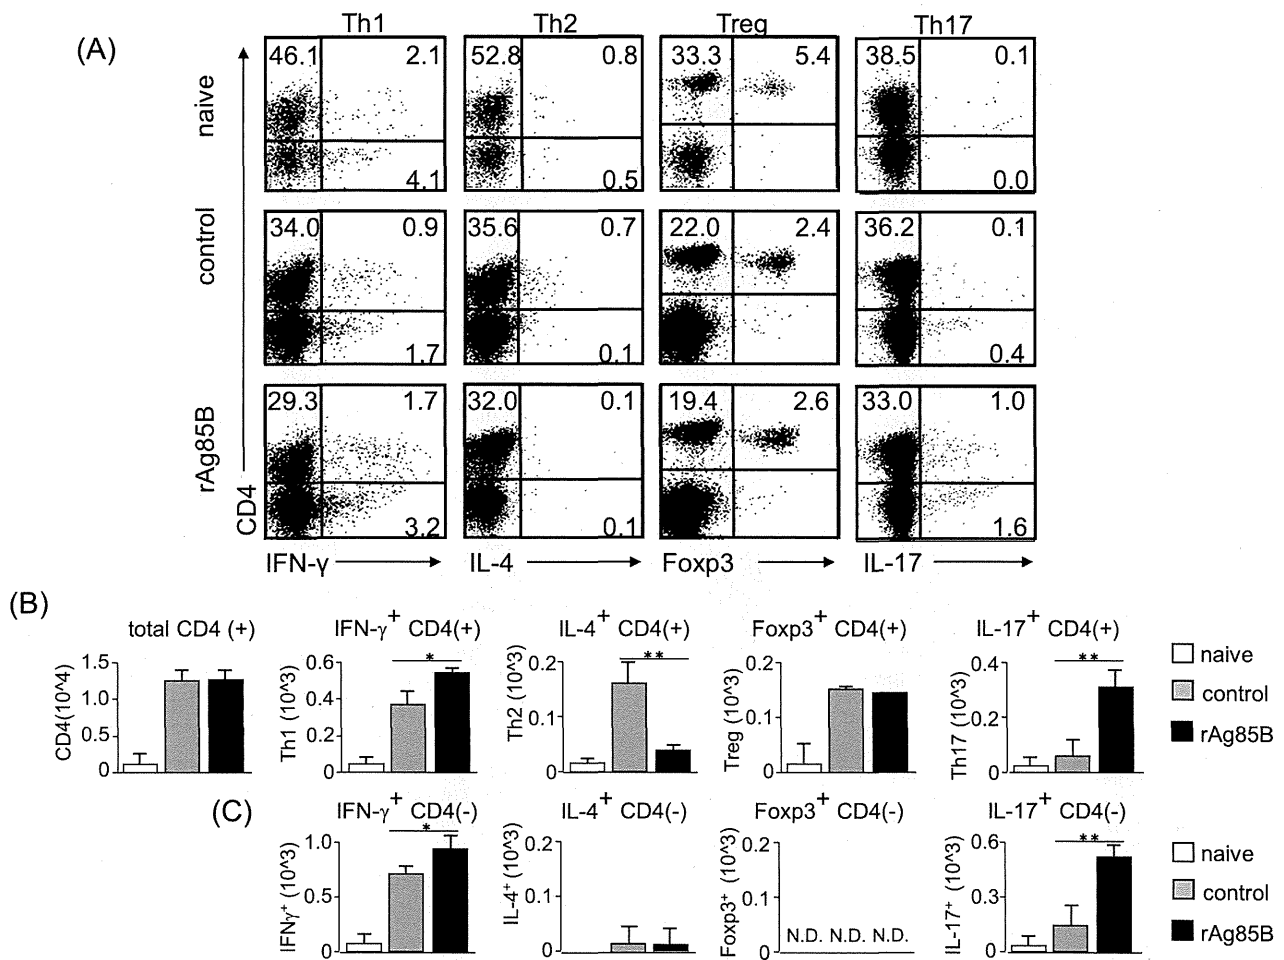 (A)
Th1 Th2 Treg Th17
naive
46.1 2.1 52.8 0.8 33.3 5.4 38.5 0.1
4.1 0.5 0.0
control
34.0 0.9 35.6 0.7 22.0 2.4 36.2 0.1
1.7 0.1 0.4
rAg85B
29.3 1.7 32.0 0.1 19.4 2.6 33.0 1.0
3.2 0.1 1.6
CD4
IFN-γ IL-4 Foxp3 IL-17
(B)
total CD4 (+) IFN-γ+ CD4(+) IL-4+ CD4(+) Foxp3+ CD4(+) IL-17+ CD4(+)
CD4(10^4)
1.5
1.0
0.5
0
Th1 (10^3)
0.6
0.4
0.2
0
*
Th2 (10^3)
0.2
0.1
0
**
Treg (10^3)
0.2
0.1
0
Th17 (10^3)
0.4
0.2
0
**
naive
control
rAg85B
(C)
IFN-γ+ CD4(-) IL-4+ CD4(-) Foxp3+ CD4(-) IL-17+ CD4(-)
IFNγ+ (10^3)
1.0
0.5
0
*
IL-4+ (10^3)
0.2
0.1
0
Foxp3+ (10^3)
0.2
0.1
0
N.D. N.D. N.D.
IL-17+ (10^3)
0.6
0.3
0
**
naive
control
rAg85B